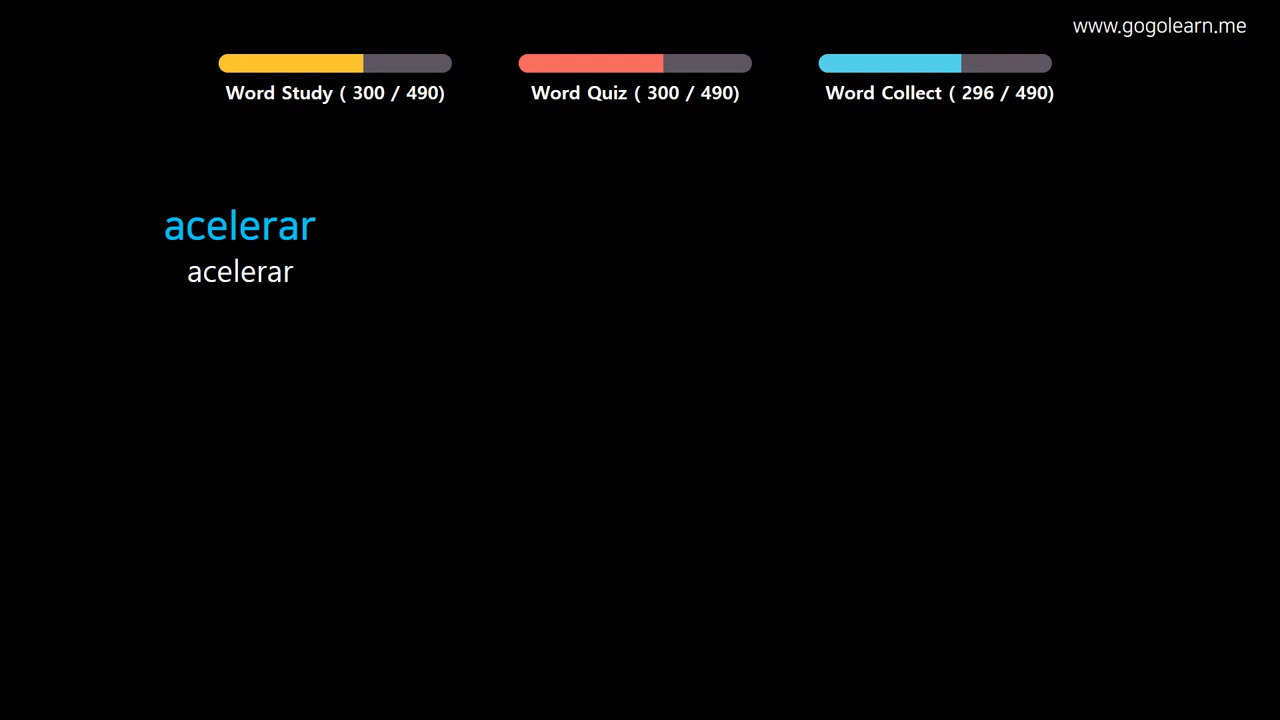 www.gogolearn.me
Word Study ( 300 / 490)
Word Quiz ( 300 / 490)
Word Collect ( 296 / 490)
acelerar
acelerar